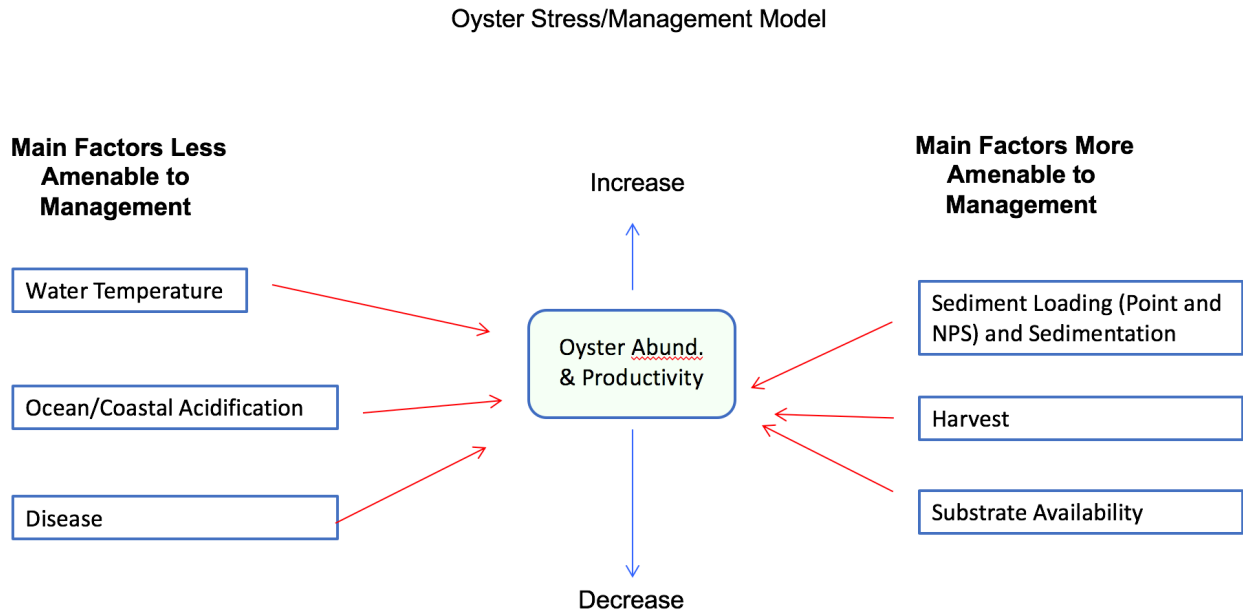 Oyster Stress/Management Model
Main Factors Less
Amenable to
Management
Water Temperature
Ocean/Coastal Acidification
Disease
Increase
Oyster Abund.
& Productivity
Decrease
Main Factors More
Amenable to
Management
Sediment Loading (Point and
NPS) and Sedimentation
Harvest
Substrate Availability